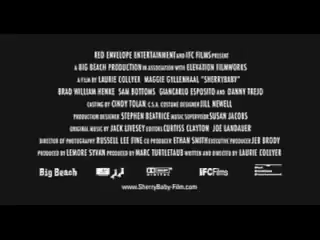 RED ENVELOPE ENTERTAINMENT AND IFC FILMS PRESENT
A BIG BEACH PRODUCTION IN ASSOCIATION WITH ELEVATION FILMWORKS
A FILM BY LAURIE COLLYER MAGGIE GYLLENHAAL "SHERRYBABY"
BRAD WILLIAM HENKE SAM BOTTOMS GIANCARLO ESPOSITO AND DANNY TREJO
CASTING BY CINDY TOLAN C.S.A. COSTUME DESIGNER JILL NEWELL
PRODUCTION DESIGNER STEPHEN BEATRICE MUSIC SUPERVISOR SUSAN JACOBS
ORIGINAL MUSIC BY JACK LIVESEY EDITORS CURTISS CLAYTON JOE LANDAUER
DIRECTOR OF PHOTOGRAPHY RUSSELL LEE FINE CO PRODUCER ETHAN SMITH EXECUTIVE PRODUCER JEB BRODY
PRODUCED BY LEMORE SYVAN PRODUCED BY MARC TURTLETAUB WRITTEN AND DIRECTED BY LAURIE COLLYER
Big Beach IFC Films
www.SherryBaby-Film.com